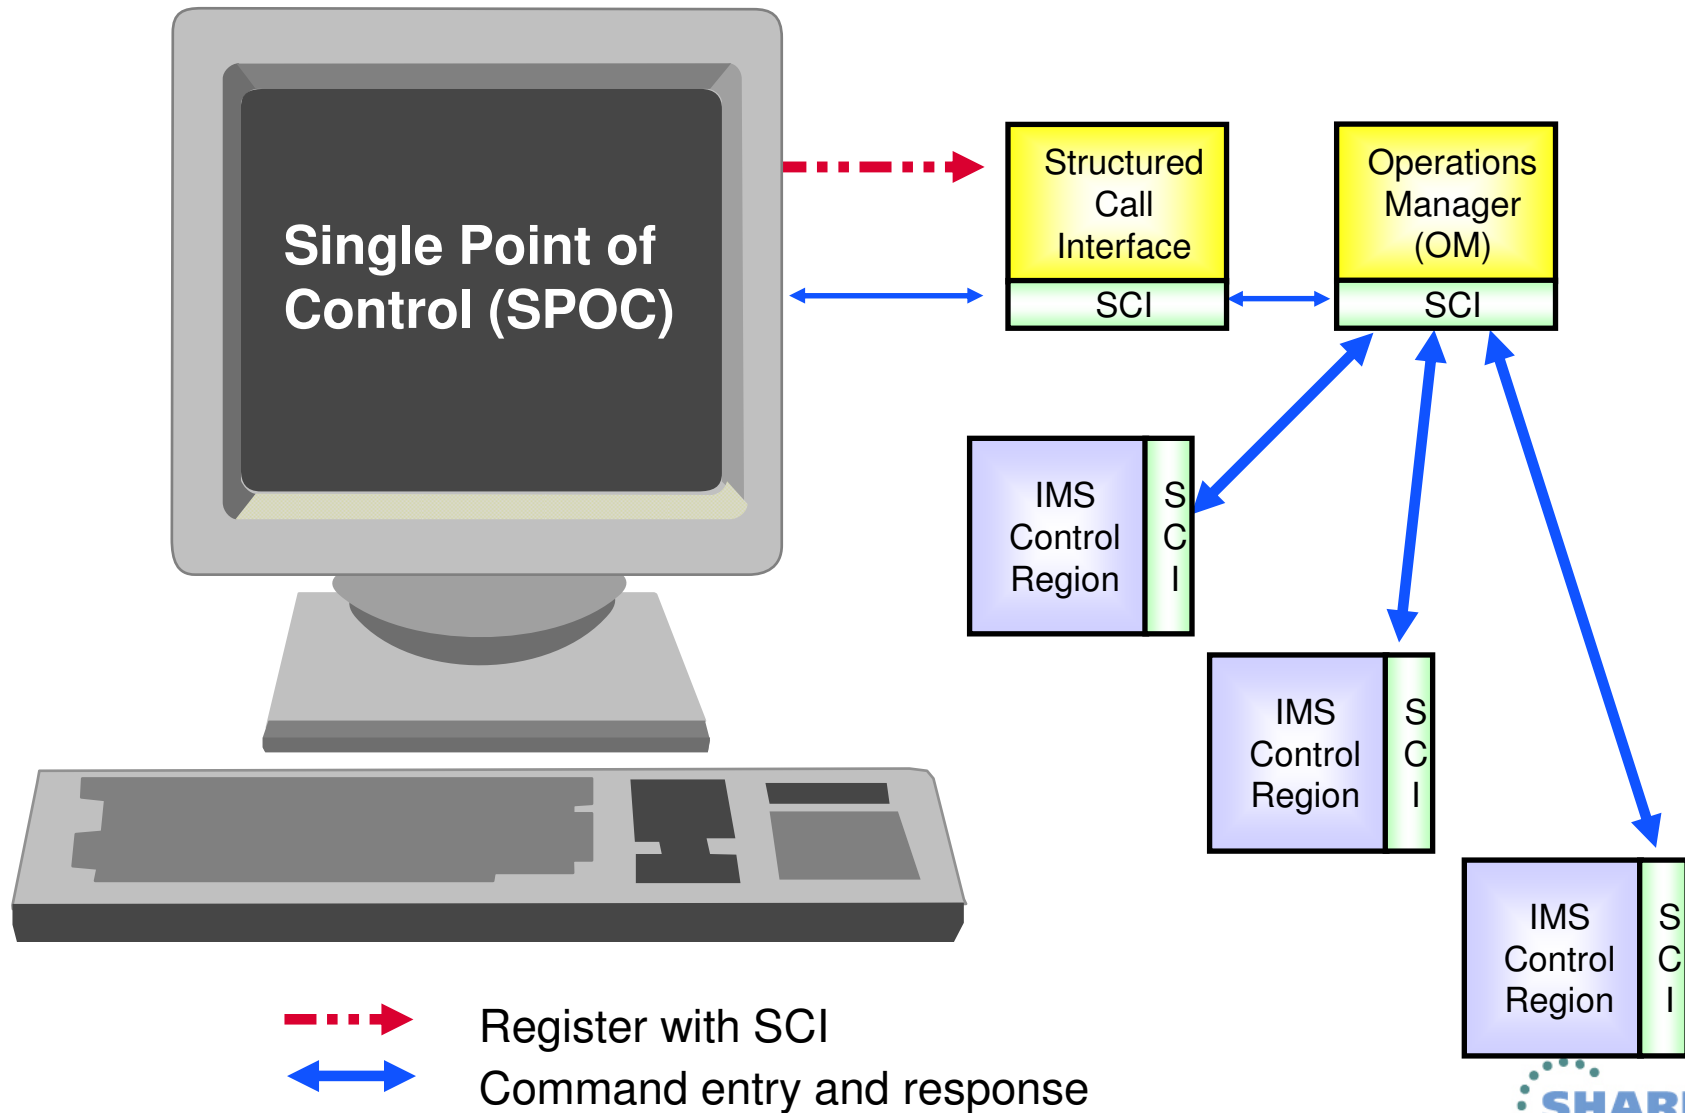 Single Point of
Control (SPOC)
Structured
Call
Interface
SCI
Operations
Manager
(OM)
SCI
IMS
Control
Region
S
C
I
IMS
Control
Region
S
C
I
IMS
Control
Region
S
C
I
Register with SCI
Command entry and response